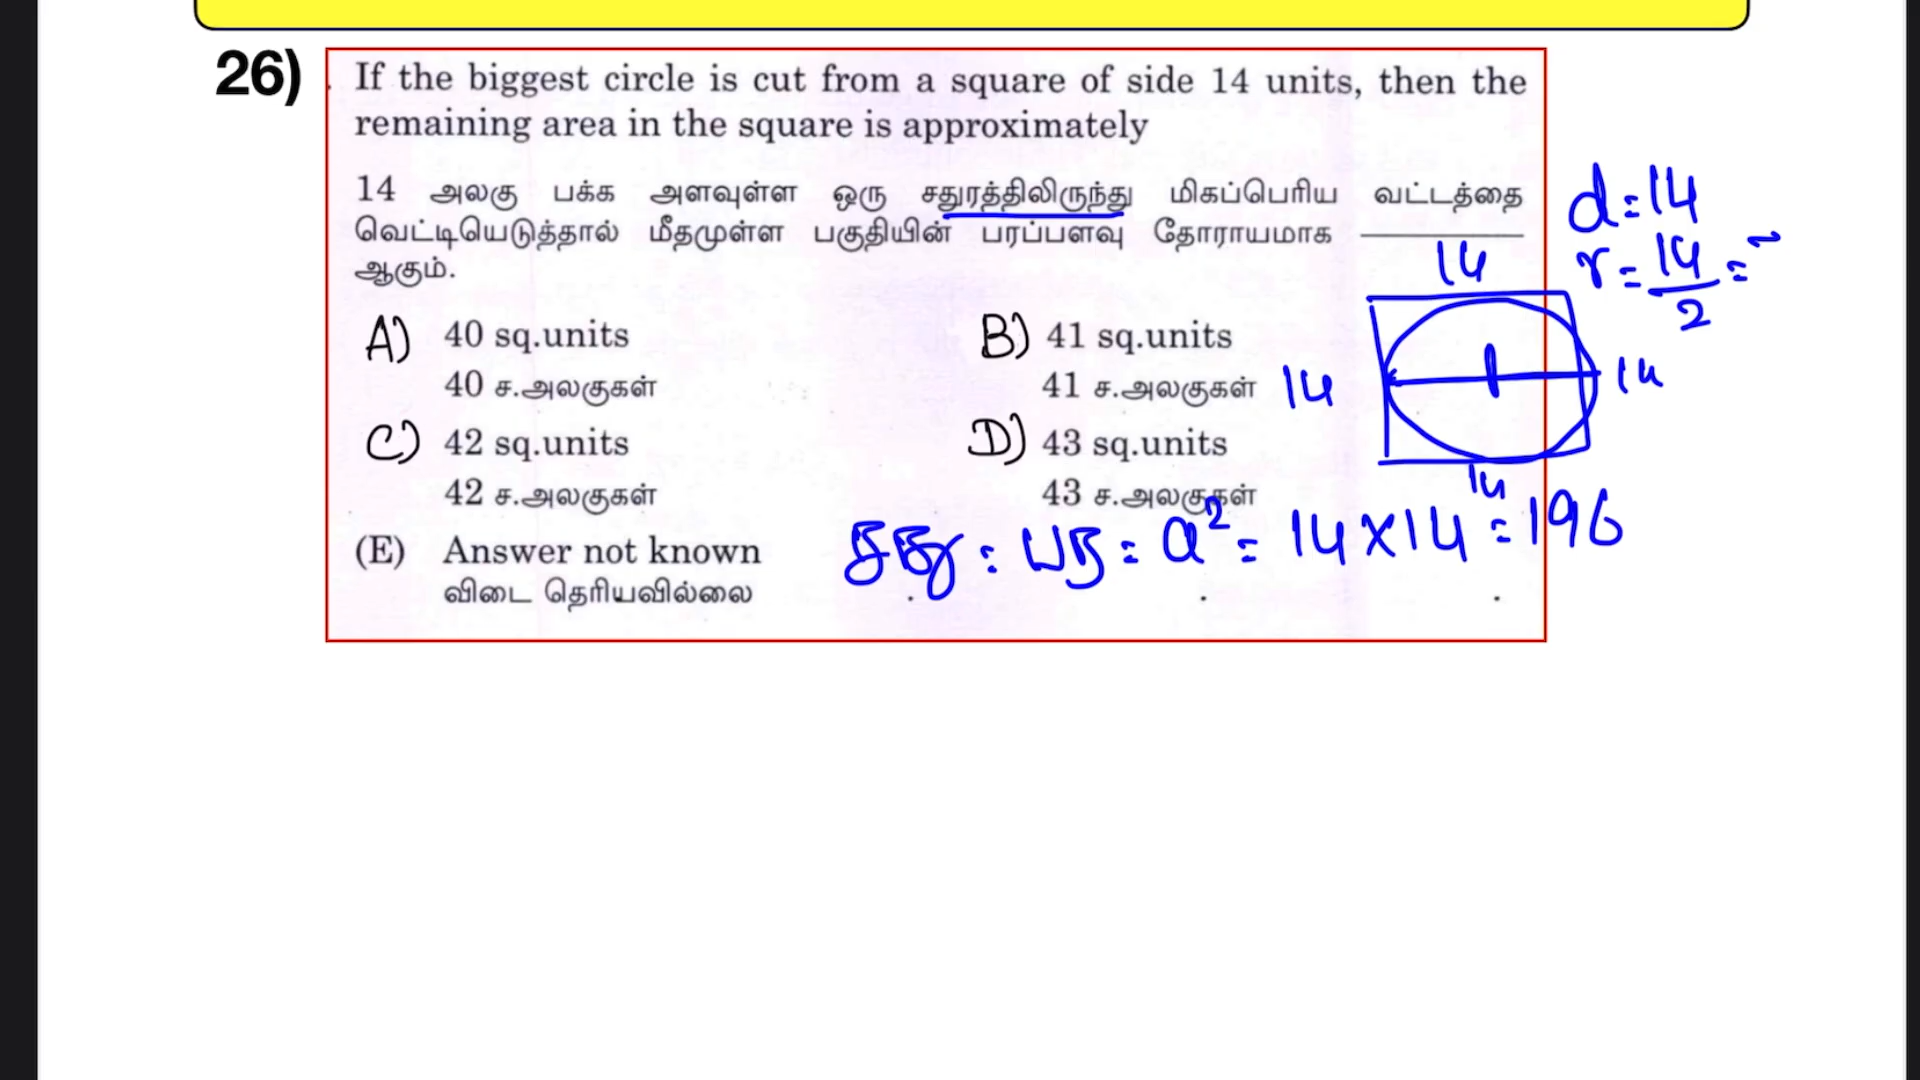 26)
If the biggest circle is cut from a square of side 14 units, then the
remaining area in the square is approximately
14 அலகு பக்க அளவுள்ள ஒரு சதுரத்திலிருந்து மிகப்பெரிய வட்டத்தை
வெட்டியெடுத்தால் மீதமுள்ள பகுதியின் பரப்பளவு தோராயமாக ________
ஆகும்.
A) 40 sq.units
40 ச.அலகுகள்
B) 41 sq.units
41 ச.அலகுகள்
C) 42 sq.units
42 ச.அலகுகள்
D) 43 sq.units
43 ச.அலகுகள்
(E) Answer not known
விடை தெரியவில்லை
d=14
r=14/2=
14
14
14
14
= a²=14×14=196